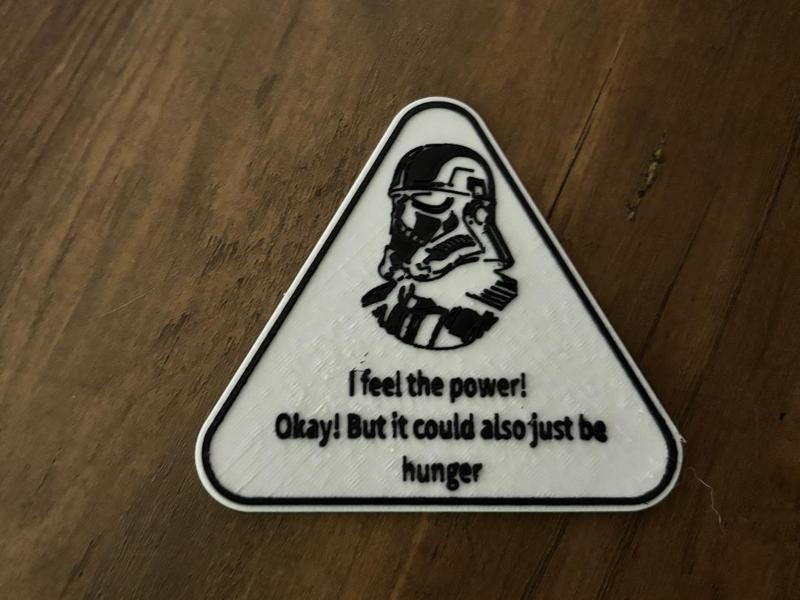 I feel the power!
Okay! But it could also just be
hunger